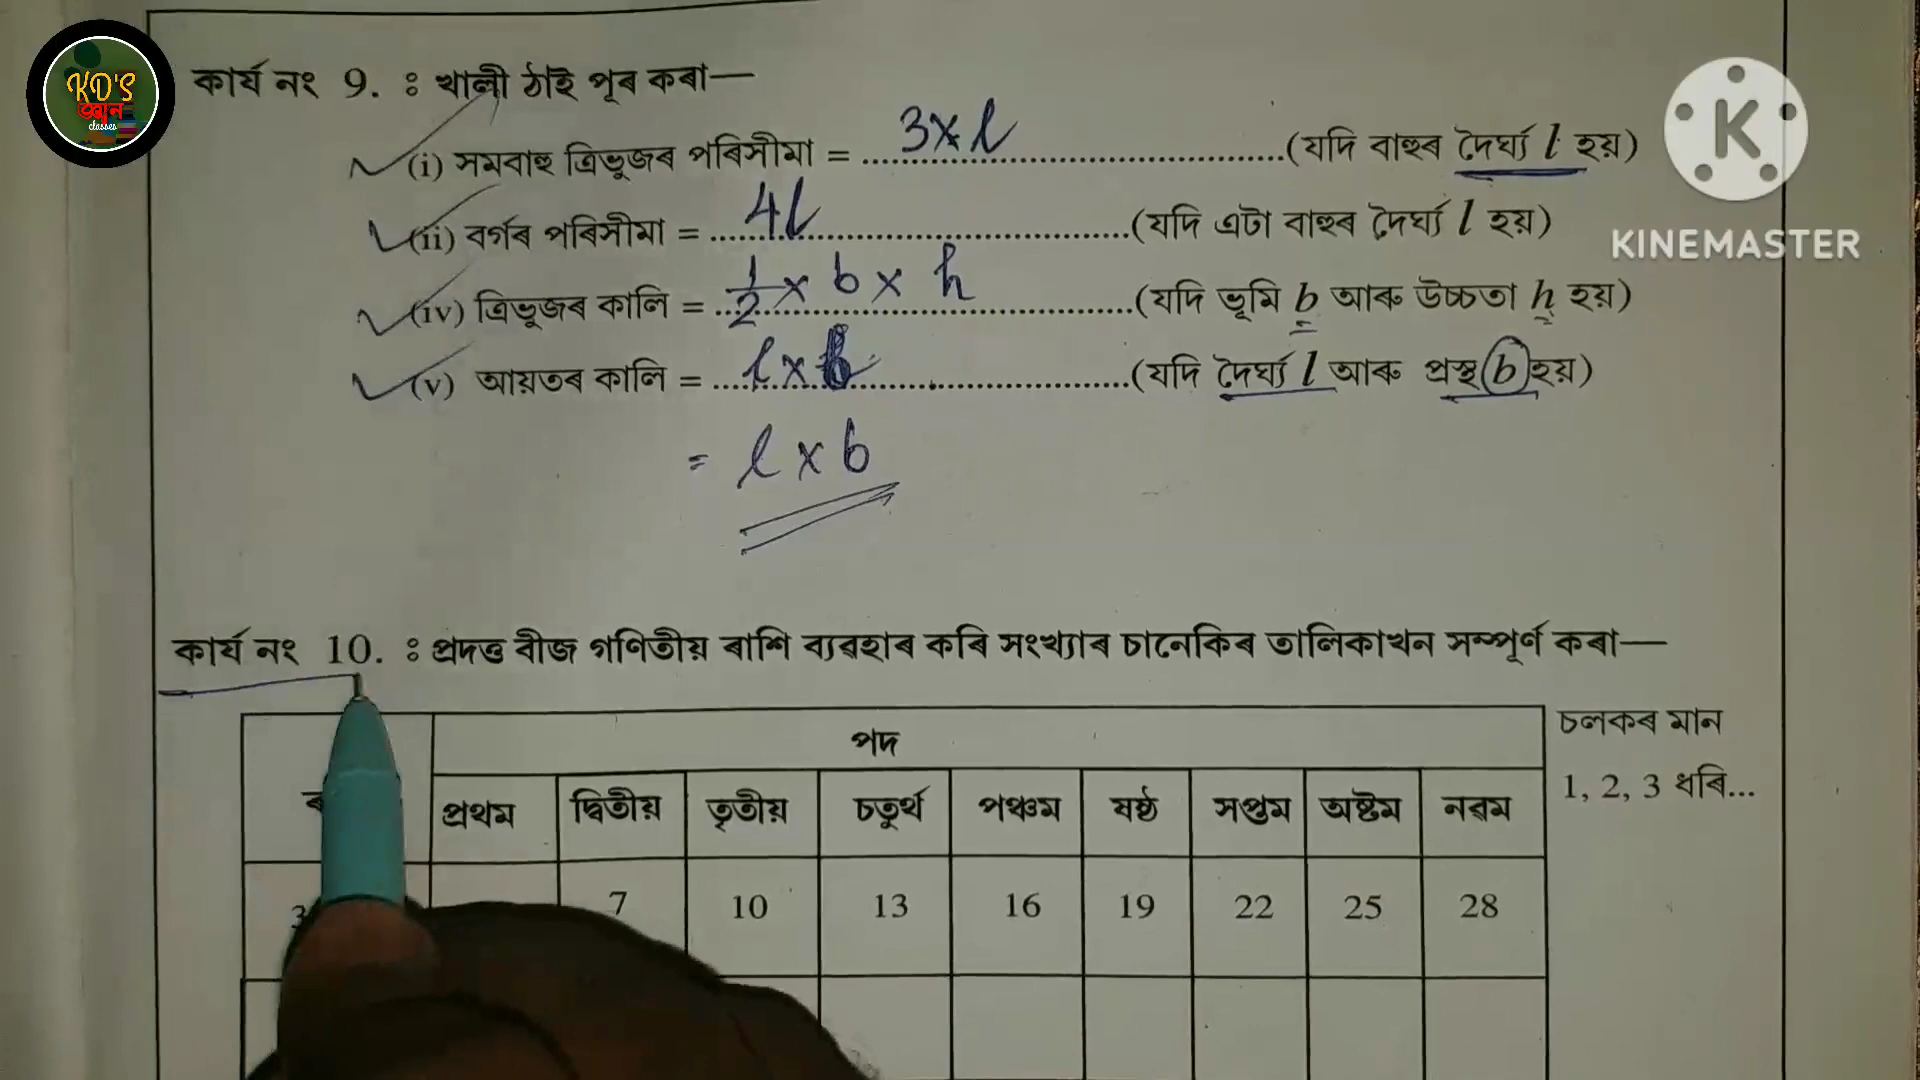 KD'S
জ্ঞান
classes
কাৰ্য নং 9. : খালী ঠাই পূৰ কৰা—
(i) সমবাহু ত্ৰিভুজৰ পৰিসীমা = 3 x l (যদি বাহুৰ দৈৰ্ঘ্য l হয়)
K
(ii) বৰ্গৰ পৰিসীমা = 4l (যদি এটা বাহুৰ দৈৰ্ঘ্য l হয়)
KINEMASTER
(iv) ত্ৰিভুজৰ কালি = 1/2 x b x h (যদি ভূমি b আৰু উচ্চতা h হয়)
(v) আয়তৰ কালি = l x b (যদি দৈৰ্ঘ্য l আৰু প্ৰস্থ b হয়)
= l x b
কাৰ্য নং 10. : প্ৰদত্ত বীজ গণিতীয় ৰাশি ব্যৱহাৰ কৰি সংখ্যাৰ চানেকিৰ তালিকাখন সম্পূৰ্ণ কৰা—
পদ
চলকৰ মান
1, 2, 3 ধৰি...
প্ৰথম দ্বিতীয় তৃতীয় চতুৰ্থ পঞ্চম ষষ্ঠ সপ্তম অষ্টম নৱম
3 7 10 13 16 19 22 25 28